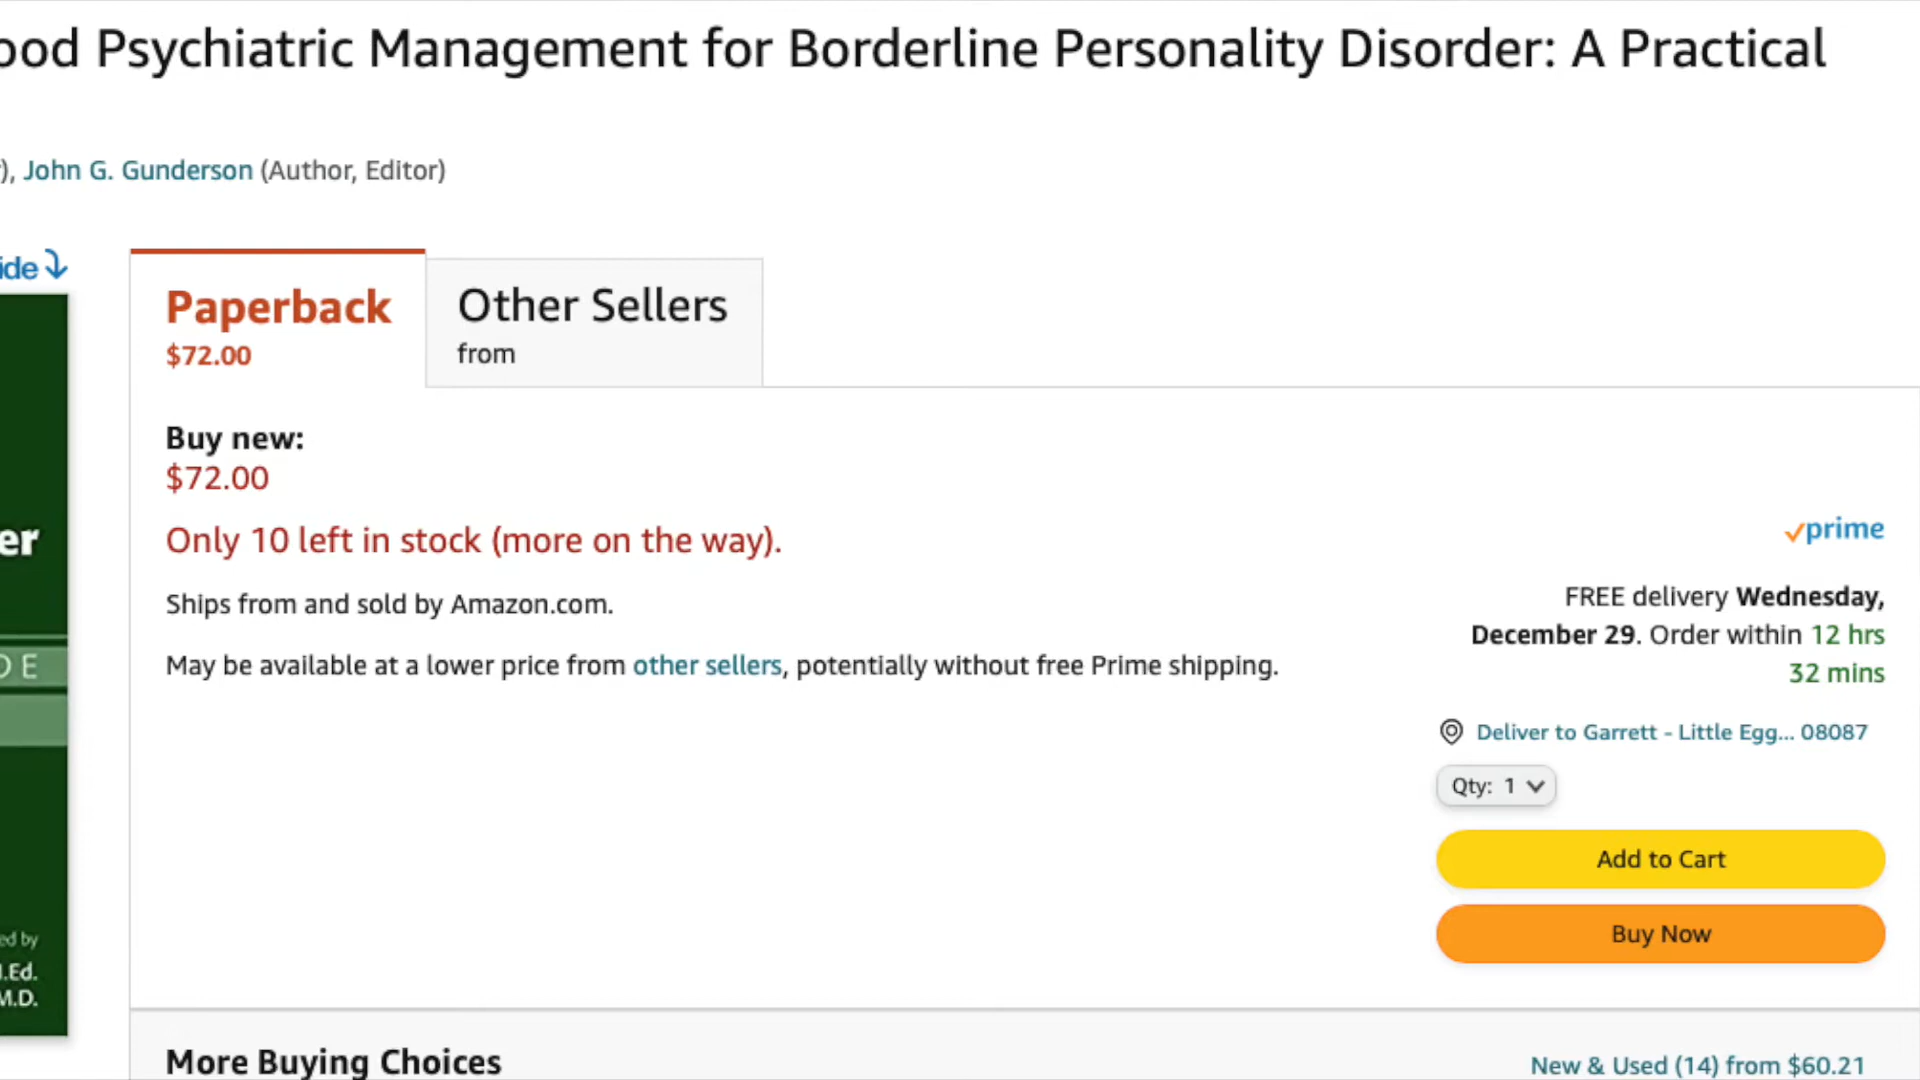 ood Psychiatric Management for Borderline Personality Disorder: A Practical
), John G. Gunderson (Author, Editor)
ide
Paperback
$72.00
Other Sellers
from
Buy new:
$72.00
Only 10 left in stock (more on the way).
Ships from and sold by Amazon.com.
May be available at a lower price from other sellers, potentially without free Prime shipping.
prime
FREE delivery Wednesday,
December 29. Order within 12 hrs
32 mins
Deliver to Garrett - Little Egg... 08087
Qty: 1
Add to Cart
Buy Now
er
D E
ed by
.Ed.
M.D.
More Buying Choices
New & Used (14) from $60.21